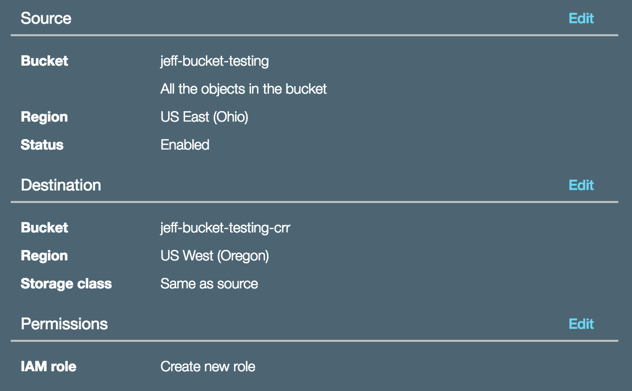 Source Edit
Bucket jeff-bucket-testing
All the objects in the bucket
Region US East (Ohio)
Status Enabled
Destination Edit
Bucket jeff-bucket-testing-crr
Region US West (Oregon)
Storage class Same as source
Permissions Edit
IAM role Create new role